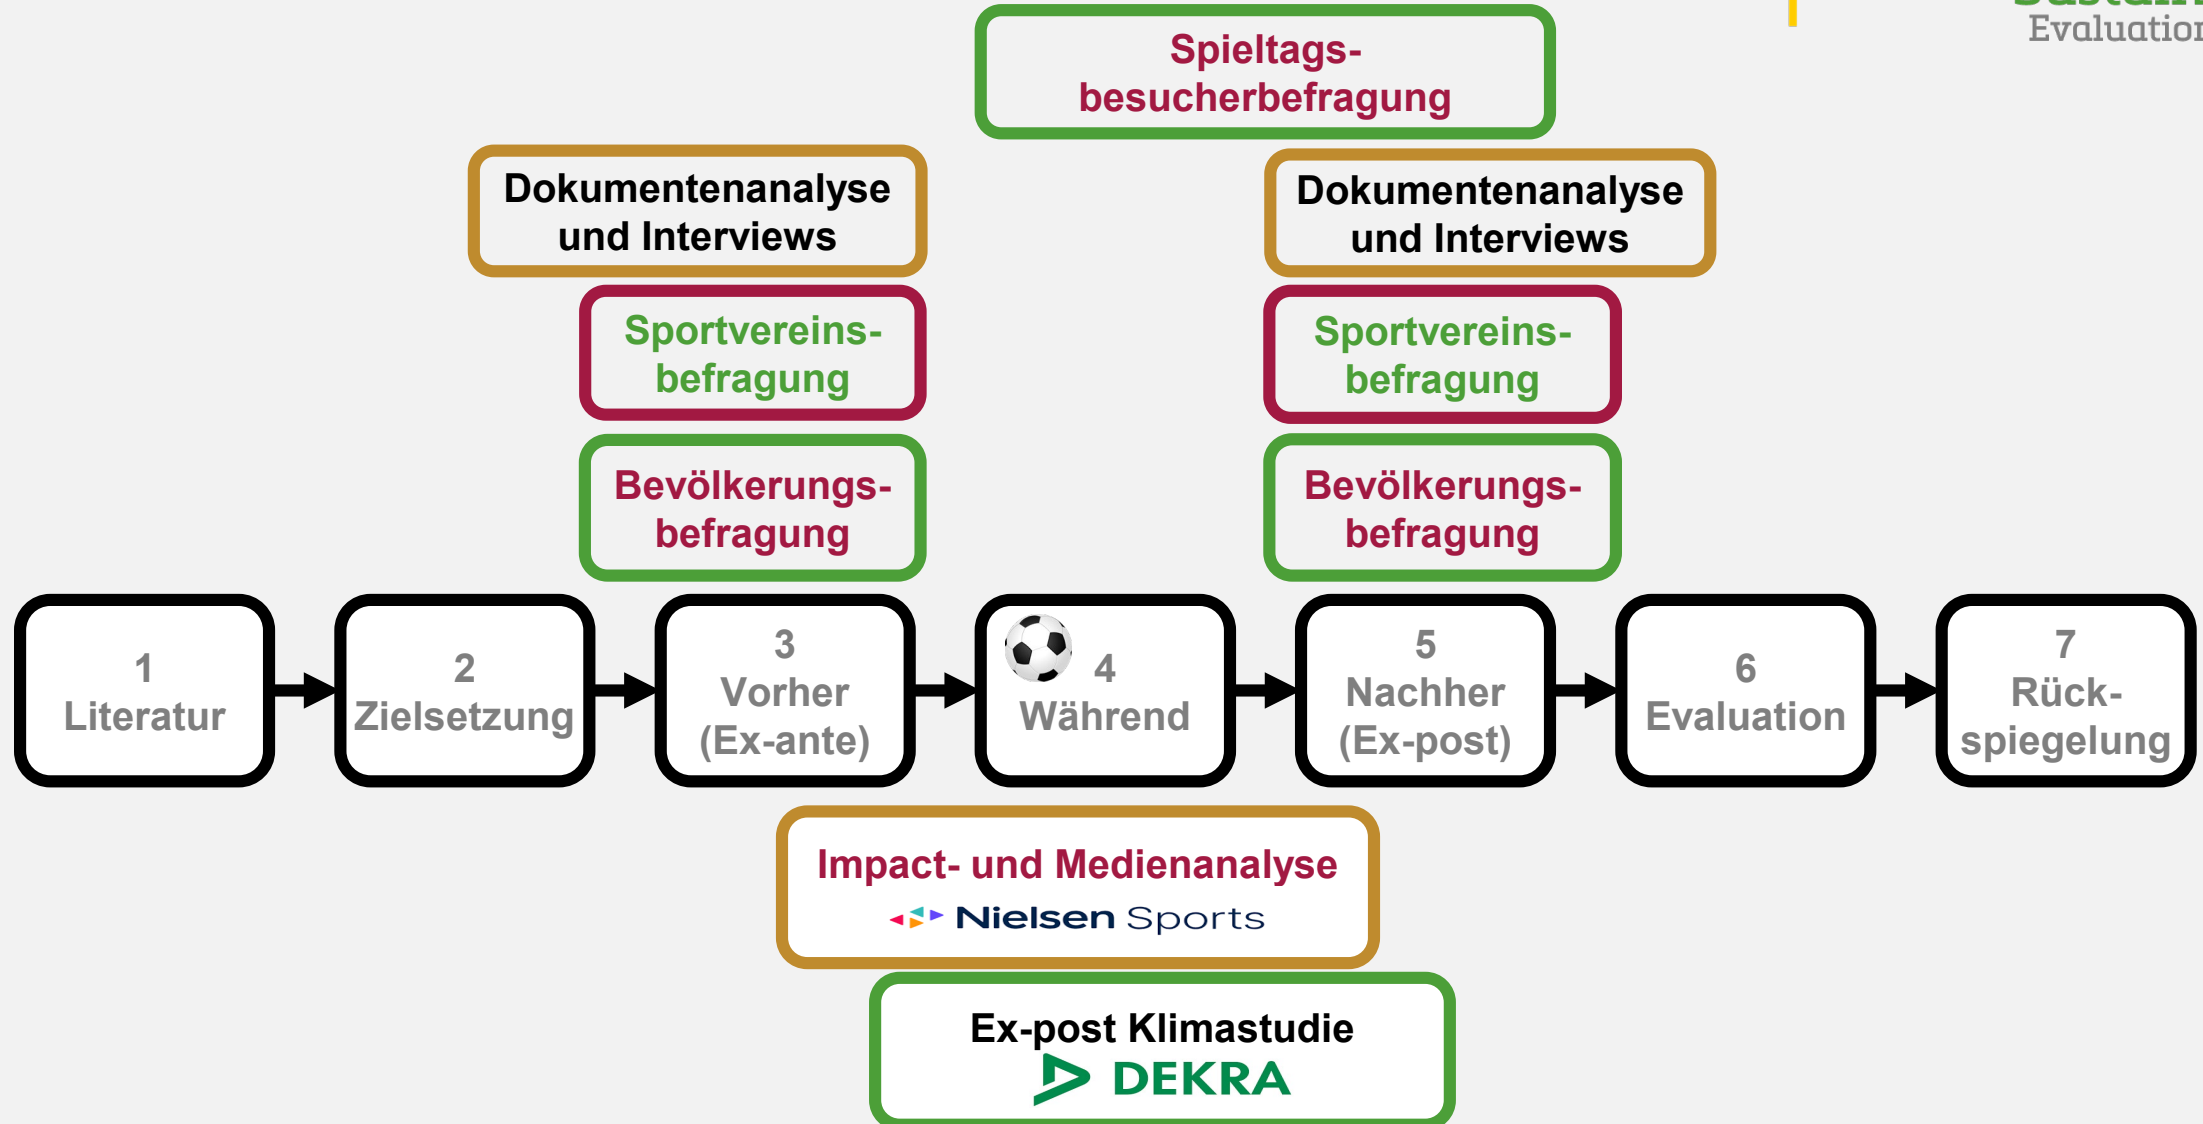 Evaluation
Spieltags-
besucherbefragung
Dokumentenanalyse
und Interviews
Dokumentenanalyse
und Interviews
Sportvereins-
befragung
Sportvereins-
befragung
Bevölkerungs-
befragung
Bevölkerungs-
befragung
1
Literatur
2
Zielsetzung
3
Vorher
(Ex-ante)
4
Während
5
Nachher
(Ex-post)
6
Evaluation
7
Rück-
spiegelung
Impact- und Medienanalyse
Nielsen Sports
Ex-post Klimastudie
DEKRA